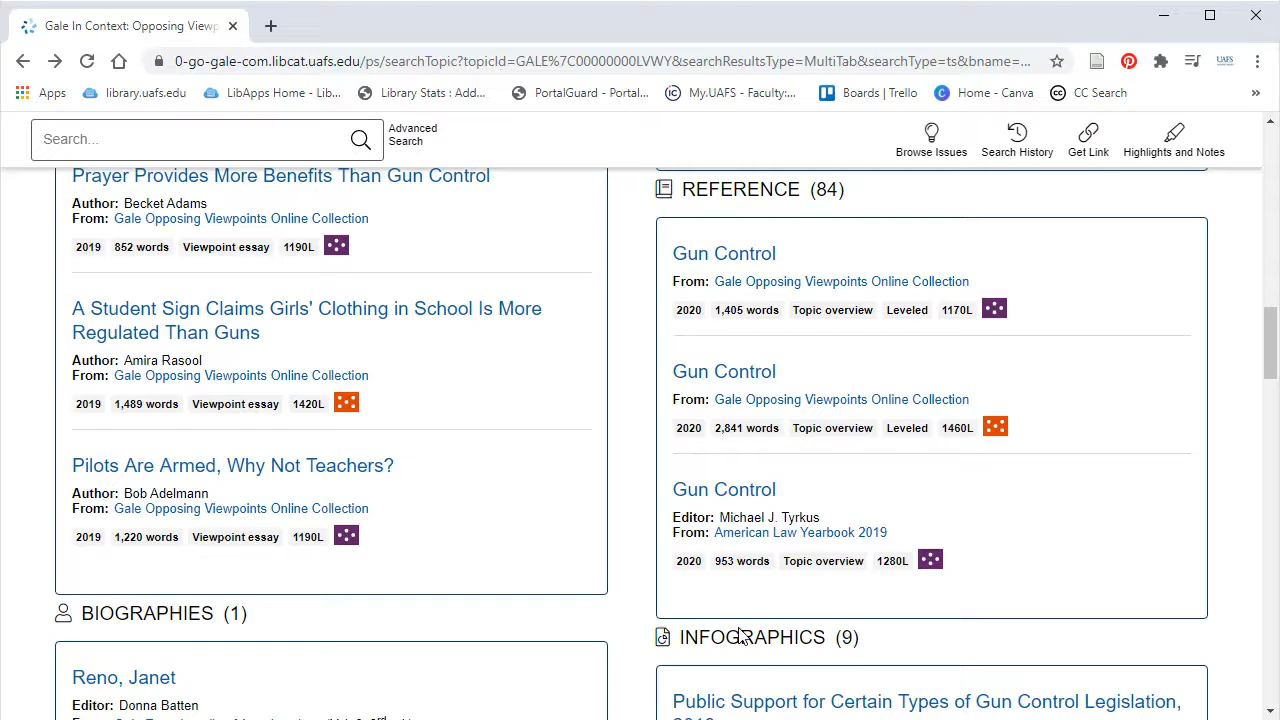 Gale In Context: Opposing Viewp
0-go-gale-com.libcat.uafs.edu/ps/searchTopic?topicId=GALE%7C00000000LVWY&searchResultsType=MultiTab&searchType=ts&bname=...
UAFS
Apps
library.uafs.edu
LibApps Home - Lib...
Library Stats : Add...
PortalGuard - Portal...
My.UAFS - Faculty:...
Boards | Trello
Home - Canva
CC Search
Search...
Advanced
Search
Browse Issues
Search History
Get Link
Highlights and Notes
Prayer Provides More Benefits Than Gun Control
Author: Becket Adams
From: Gale Opposing Viewpoints Online Collection
2019 852 words Viewpoint essay 1190L
A Student Sign Claims Girls' Clothing in School Is More
Regulated Than Guns
Author: Amira Rasool
From: Gale Opposing Viewpoints Online Collection
2019 1,489 words Viewpoint essay 1420L
Pilots Are Armed, Why Not Teachers?
Author: Bob Adelmann
From: Gale Opposing Viewpoints Online Collection
2019 1,220 words Viewpoint essay 1190L
BIOGRAPHIES (1)
Reno, Janet
Editor: Donna Batten
REFERENCE (84)
Gun Control
From: Gale Opposing Viewpoints Online Collection
2020 1,405 words Topic overview Leveled 1170L
Gun Control
From: Gale Opposing Viewpoints Online Collection
2020 2,841 words Topic overview Leveled 1460L
Gun Control
Editor: Michael J. Tyrkus
From: American Law Yearbook 2019
2020 953 words Topic overview 1280L
INFOGRAPHICS (9)
Public Support for Certain Types of Gun Control Legislation,